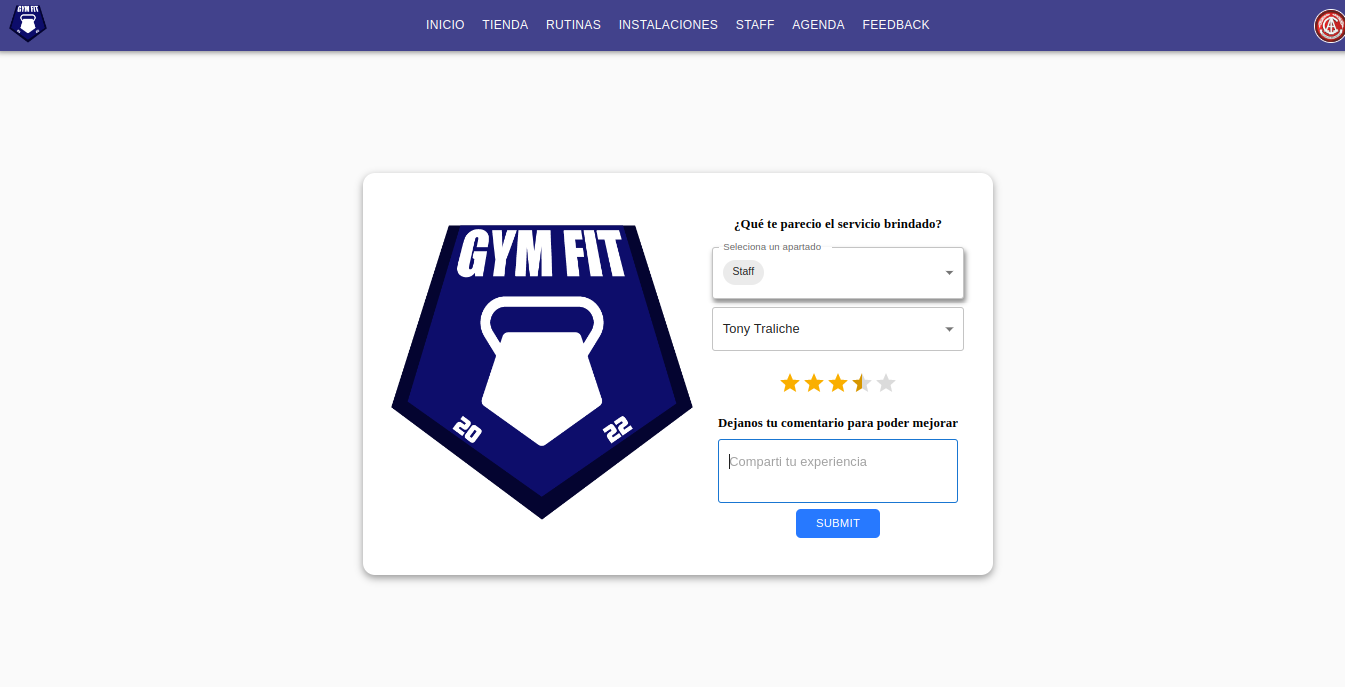 GYM FIT
INICIO TIENDA RUTINAS INSTALACIONES STAFF AGENDA FEEDBACK
GYM FIT
20 22
¿Qué te parecio el servicio brindado?
Seleciona un apartado
Staff
Tony Traliche
Dejanos tu comentario para poder mejorar
Comparti tu experiencia
SUBMIT